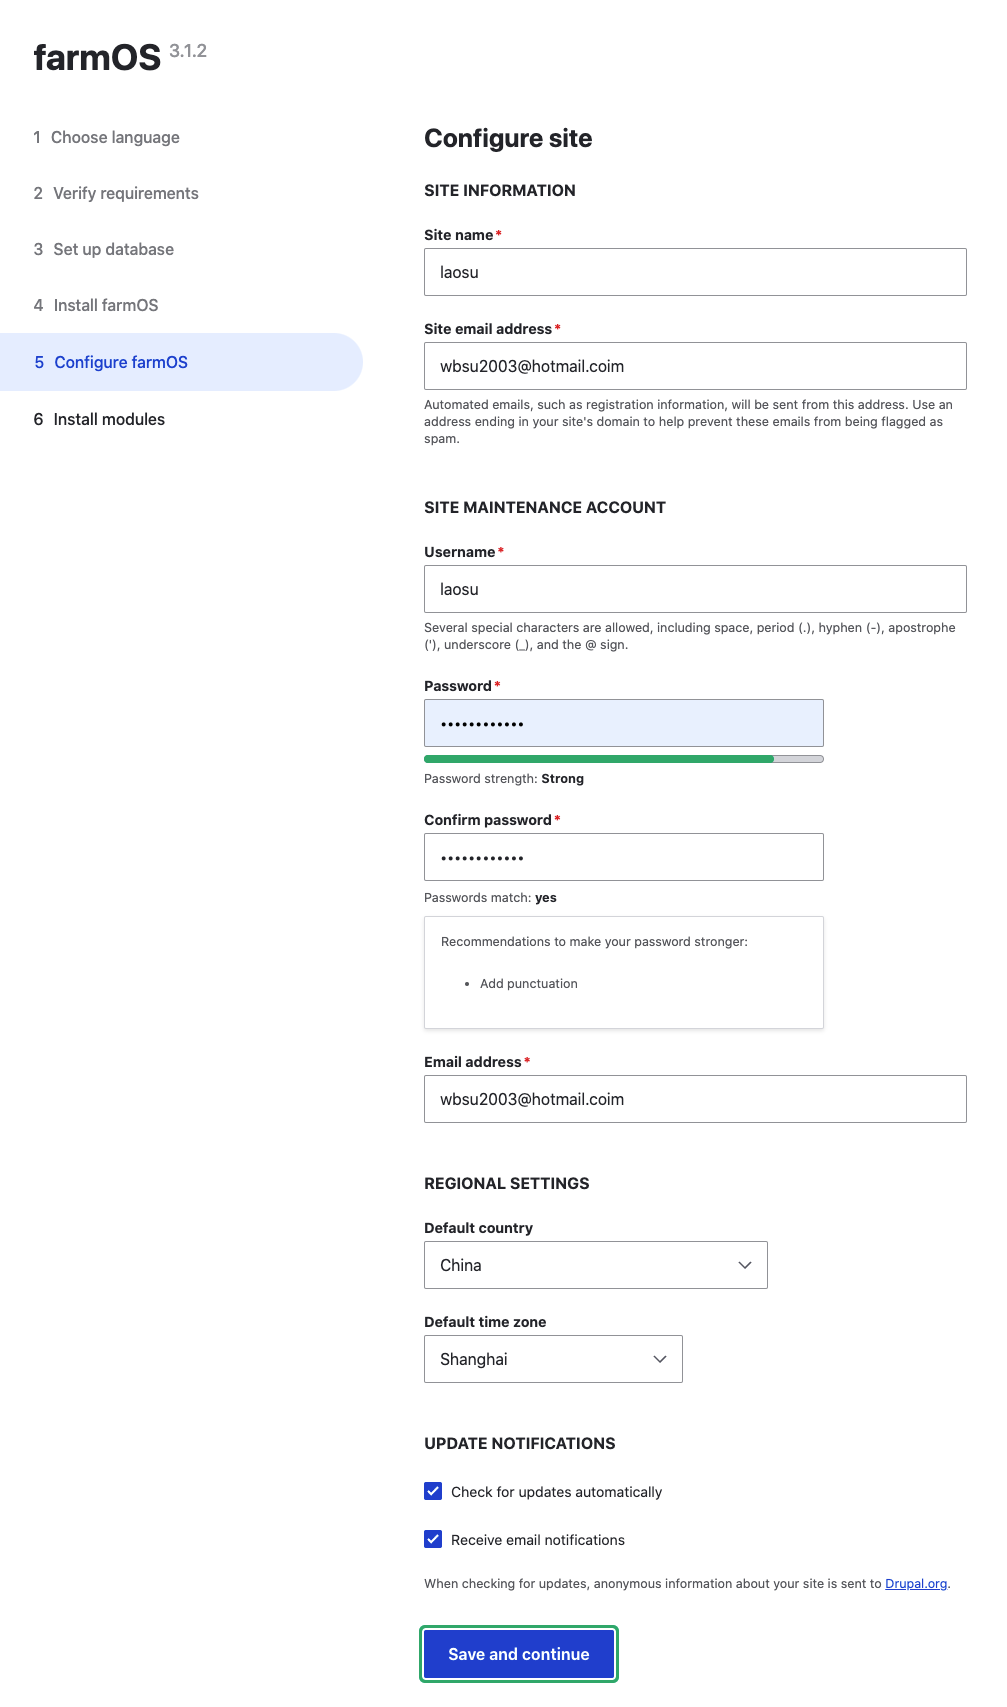 farmOS 3.1.2
1 Choose language
2 Verify requirements
3 Set up database
4 Install farmOS
5 Configure farmOS
6 Install modules
Configure site
SITE INFORMATION
Site name*
laosu
Site email address*
wbsu2003@hotmail.coim
Automated emails, such as registration information, will be sent from this address. Use an
address ending in your site's domain to help prevent these emails from being flagged as
spam.
SITE MAINTENANCE ACCOUNT
Username*
laosu
Several special characters are allowed, including space, period (.), hyphen (-), apostrophe
('), underscore (_), and the @ sign.
Password*
••••••••••••
Password strength: Strong
Confirm password*
••••••••••••
Passwords match: yes
Recommendations to make your password stronger:
• Add punctuation
Email address*
wbsu2003@hotmail.coim
REGIONAL SETTINGS
Default country
China
Default time zone
Shanghai
UPDATE NOTIFICATIONS
Check for updates automatically
Receive email notifications
When checking for updates, anonymous information about your site is sent to Drupal.org.
Save and continue